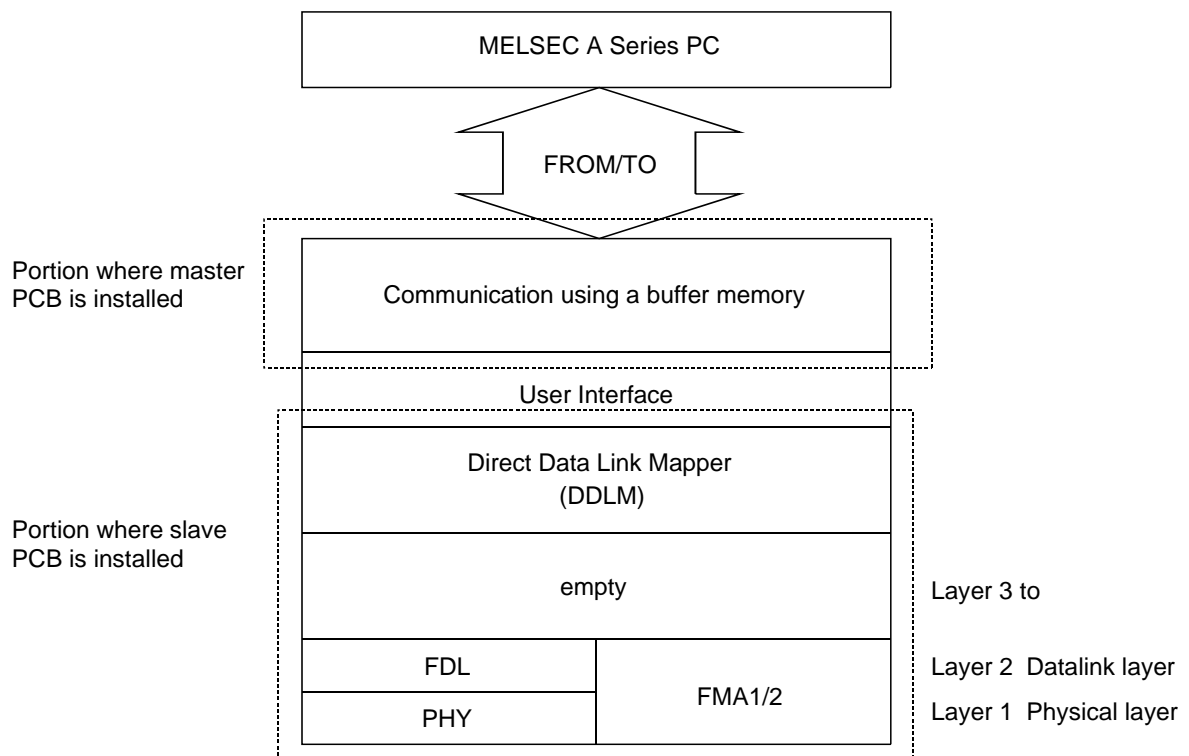 MELSEC A Series PC
FROM/TO
Portion where master
PCB is installed
Communication using a buffer memory
User Interface
Direct Data Link Mapper
(DDLM)
Portion where slave
PCB is installed
empty
Layer 3 to
FDL
Layer 2 Datalink layer
FMA1/2
PHY
Layer 1 Physical layer